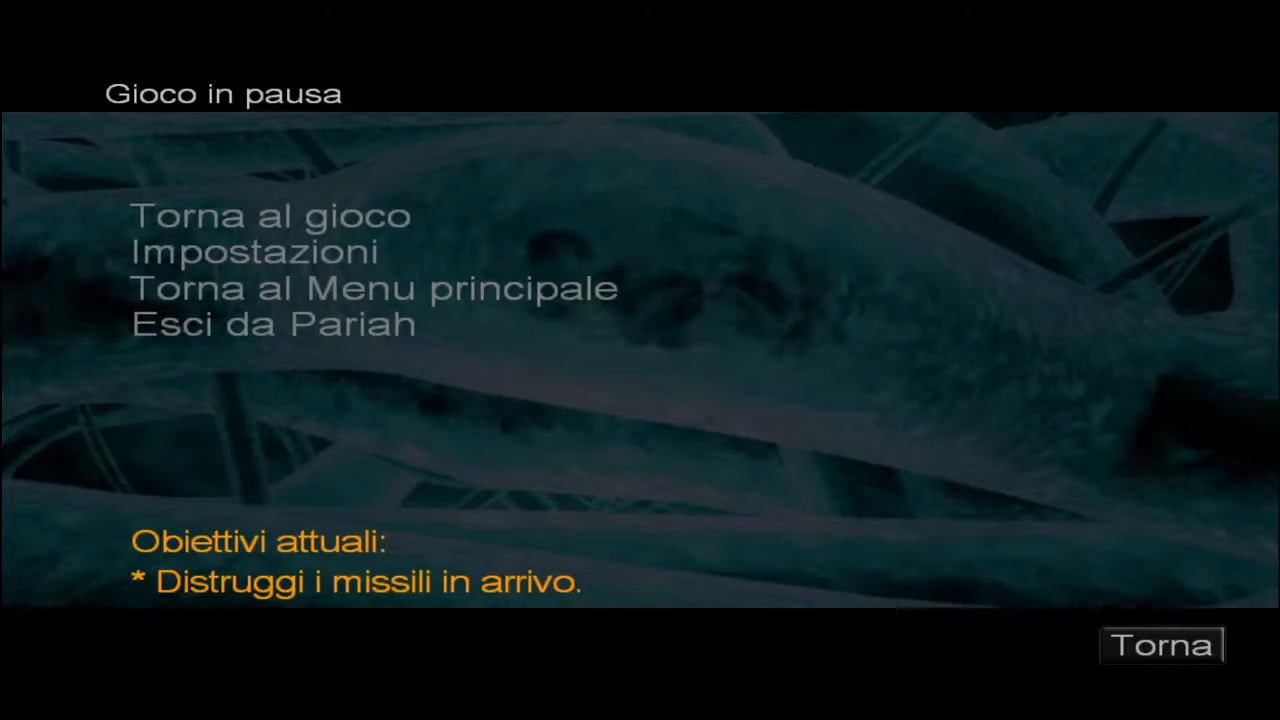 Gioco in pausa
Torna al gioco
Impostazioni
Torna al Menu principale
Esci da Pariah
Obiettivi attuali:
* Distruggi i missili in arrivo.
Torna